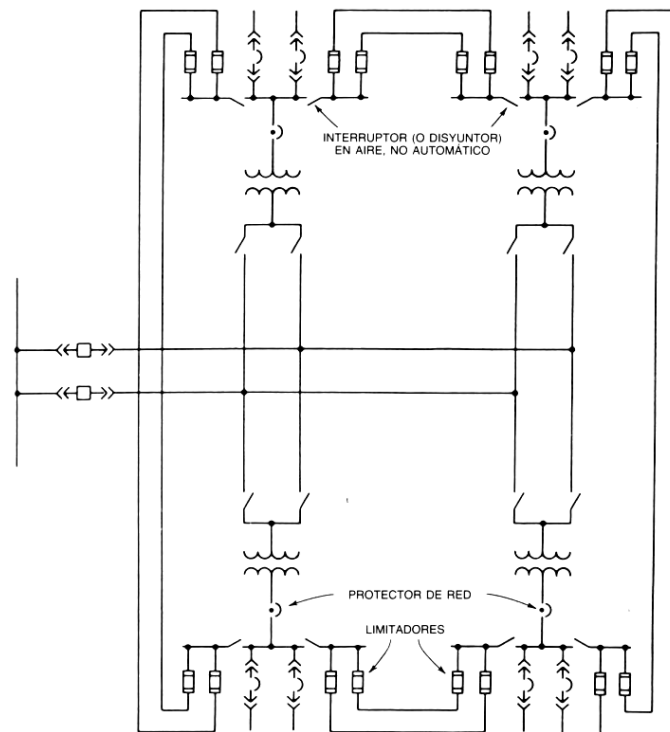 INTERRUPTOR (O DISYUNTOR)
EN AIRE, NO AUTOMÁTICO
PROTECTOR DE RED
LIMITADORES